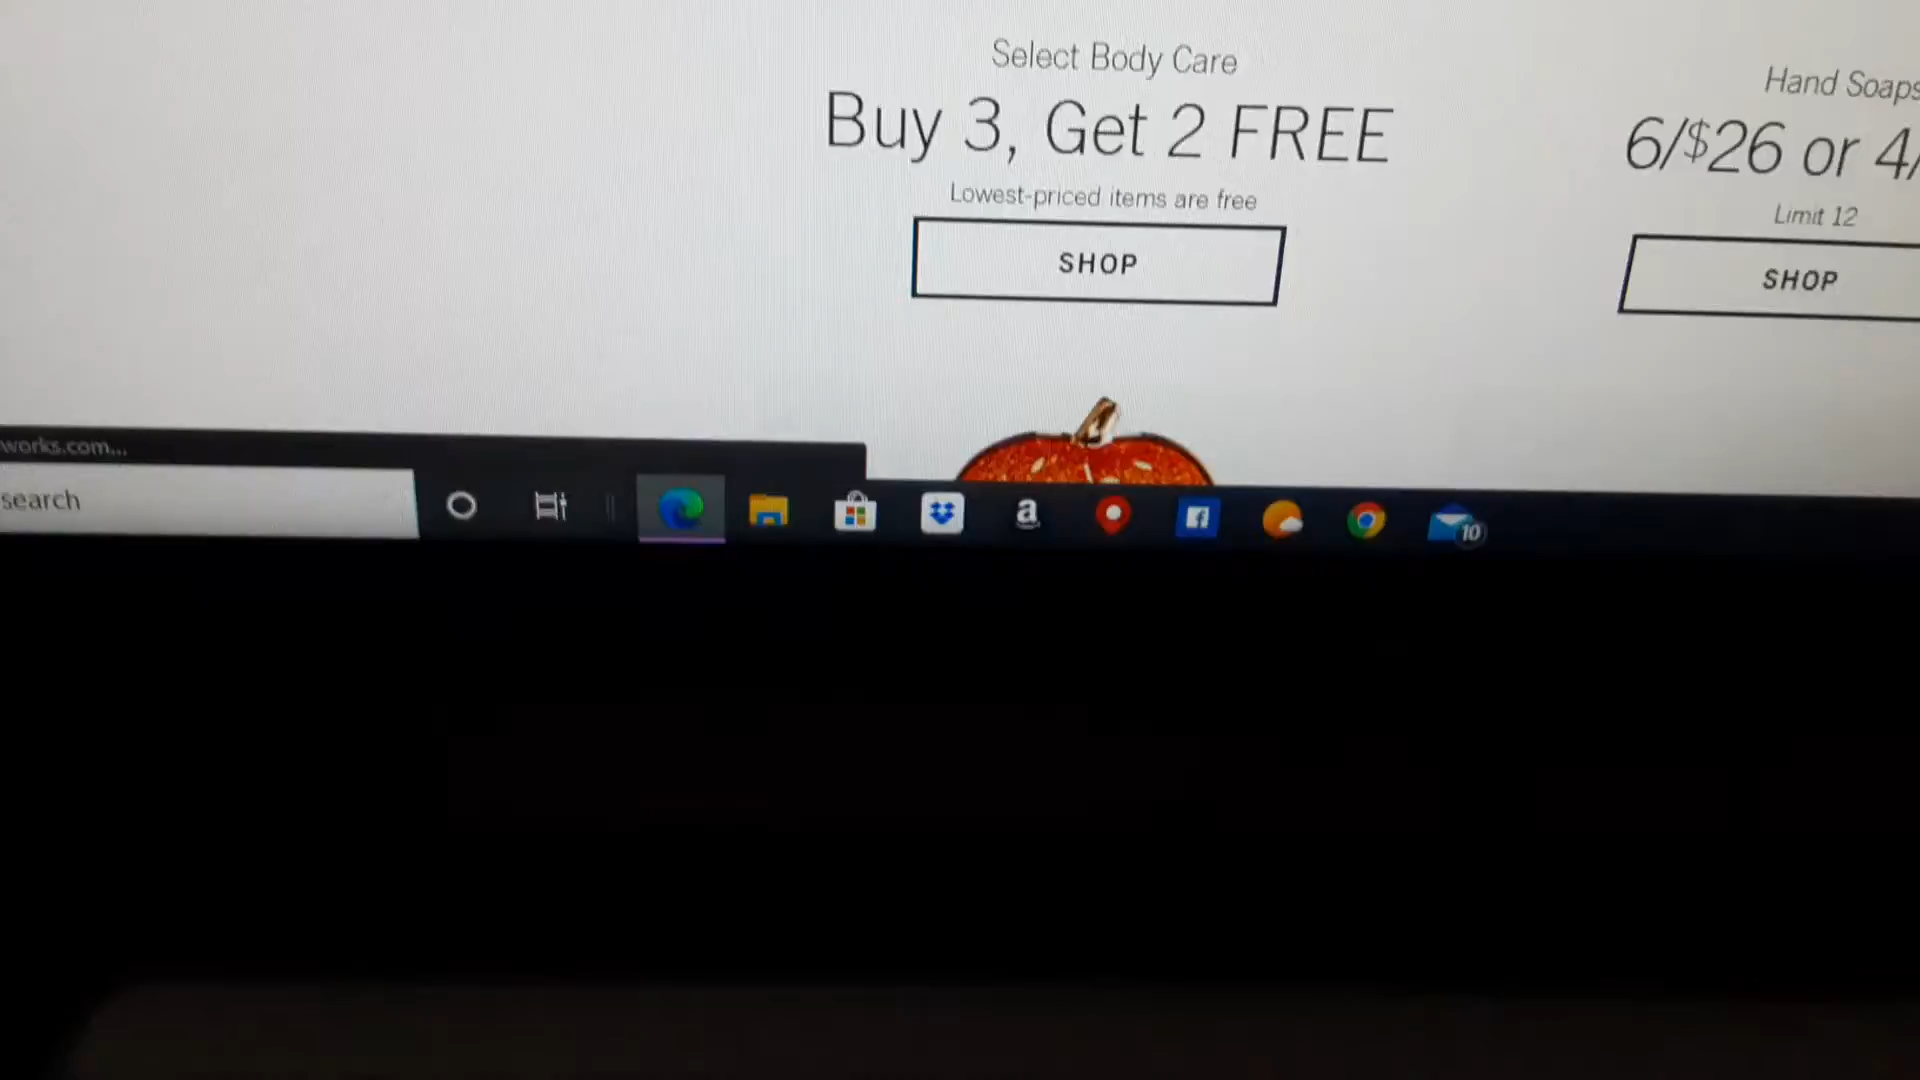 Select Body Care
Buy 3, Get 2 FREE
Lowest-priced items are free
SHOP
Hand Soaps
6/$26 or 4/
Limit 12
SHOP
works.com...
search
a
f
10